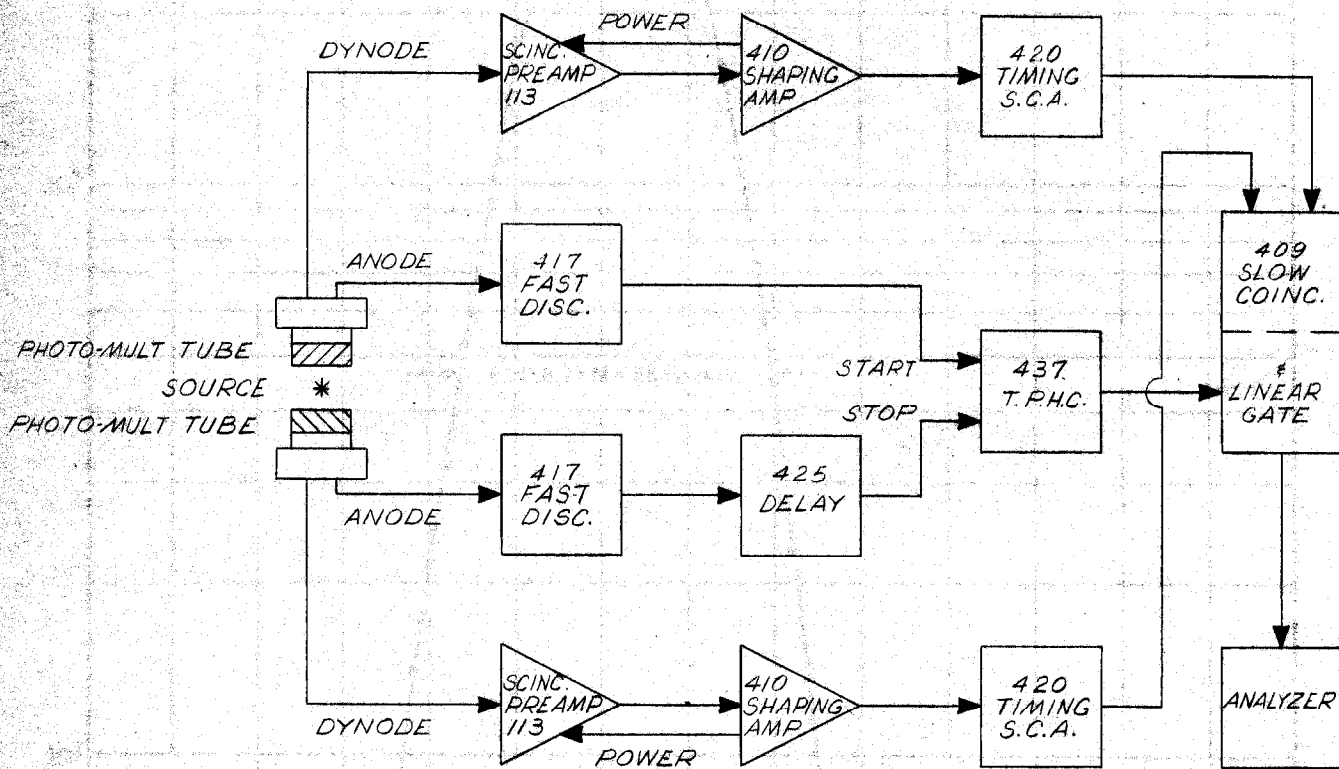 DYNODE
SCINC.
PREAMP
113
POWER
410
SHAPING
AMP
420
TIMING
S.C.A.
409
SLOW
COINC.
&
LINEAR
GATE
ANODE
417
FAST
DISC.
PHOTO-MULT TUBE
SOURCE
PHOTO-MULT TUBE
START
STOP
437
T.P.H.C.
ANODE
417
FAST
DISC.
425
DELAY
DYNODE
SCINC.
PREAMP
113
POWER
410
SHAPING
AMP
420
TIMING
S.C.A.
ANALYZER